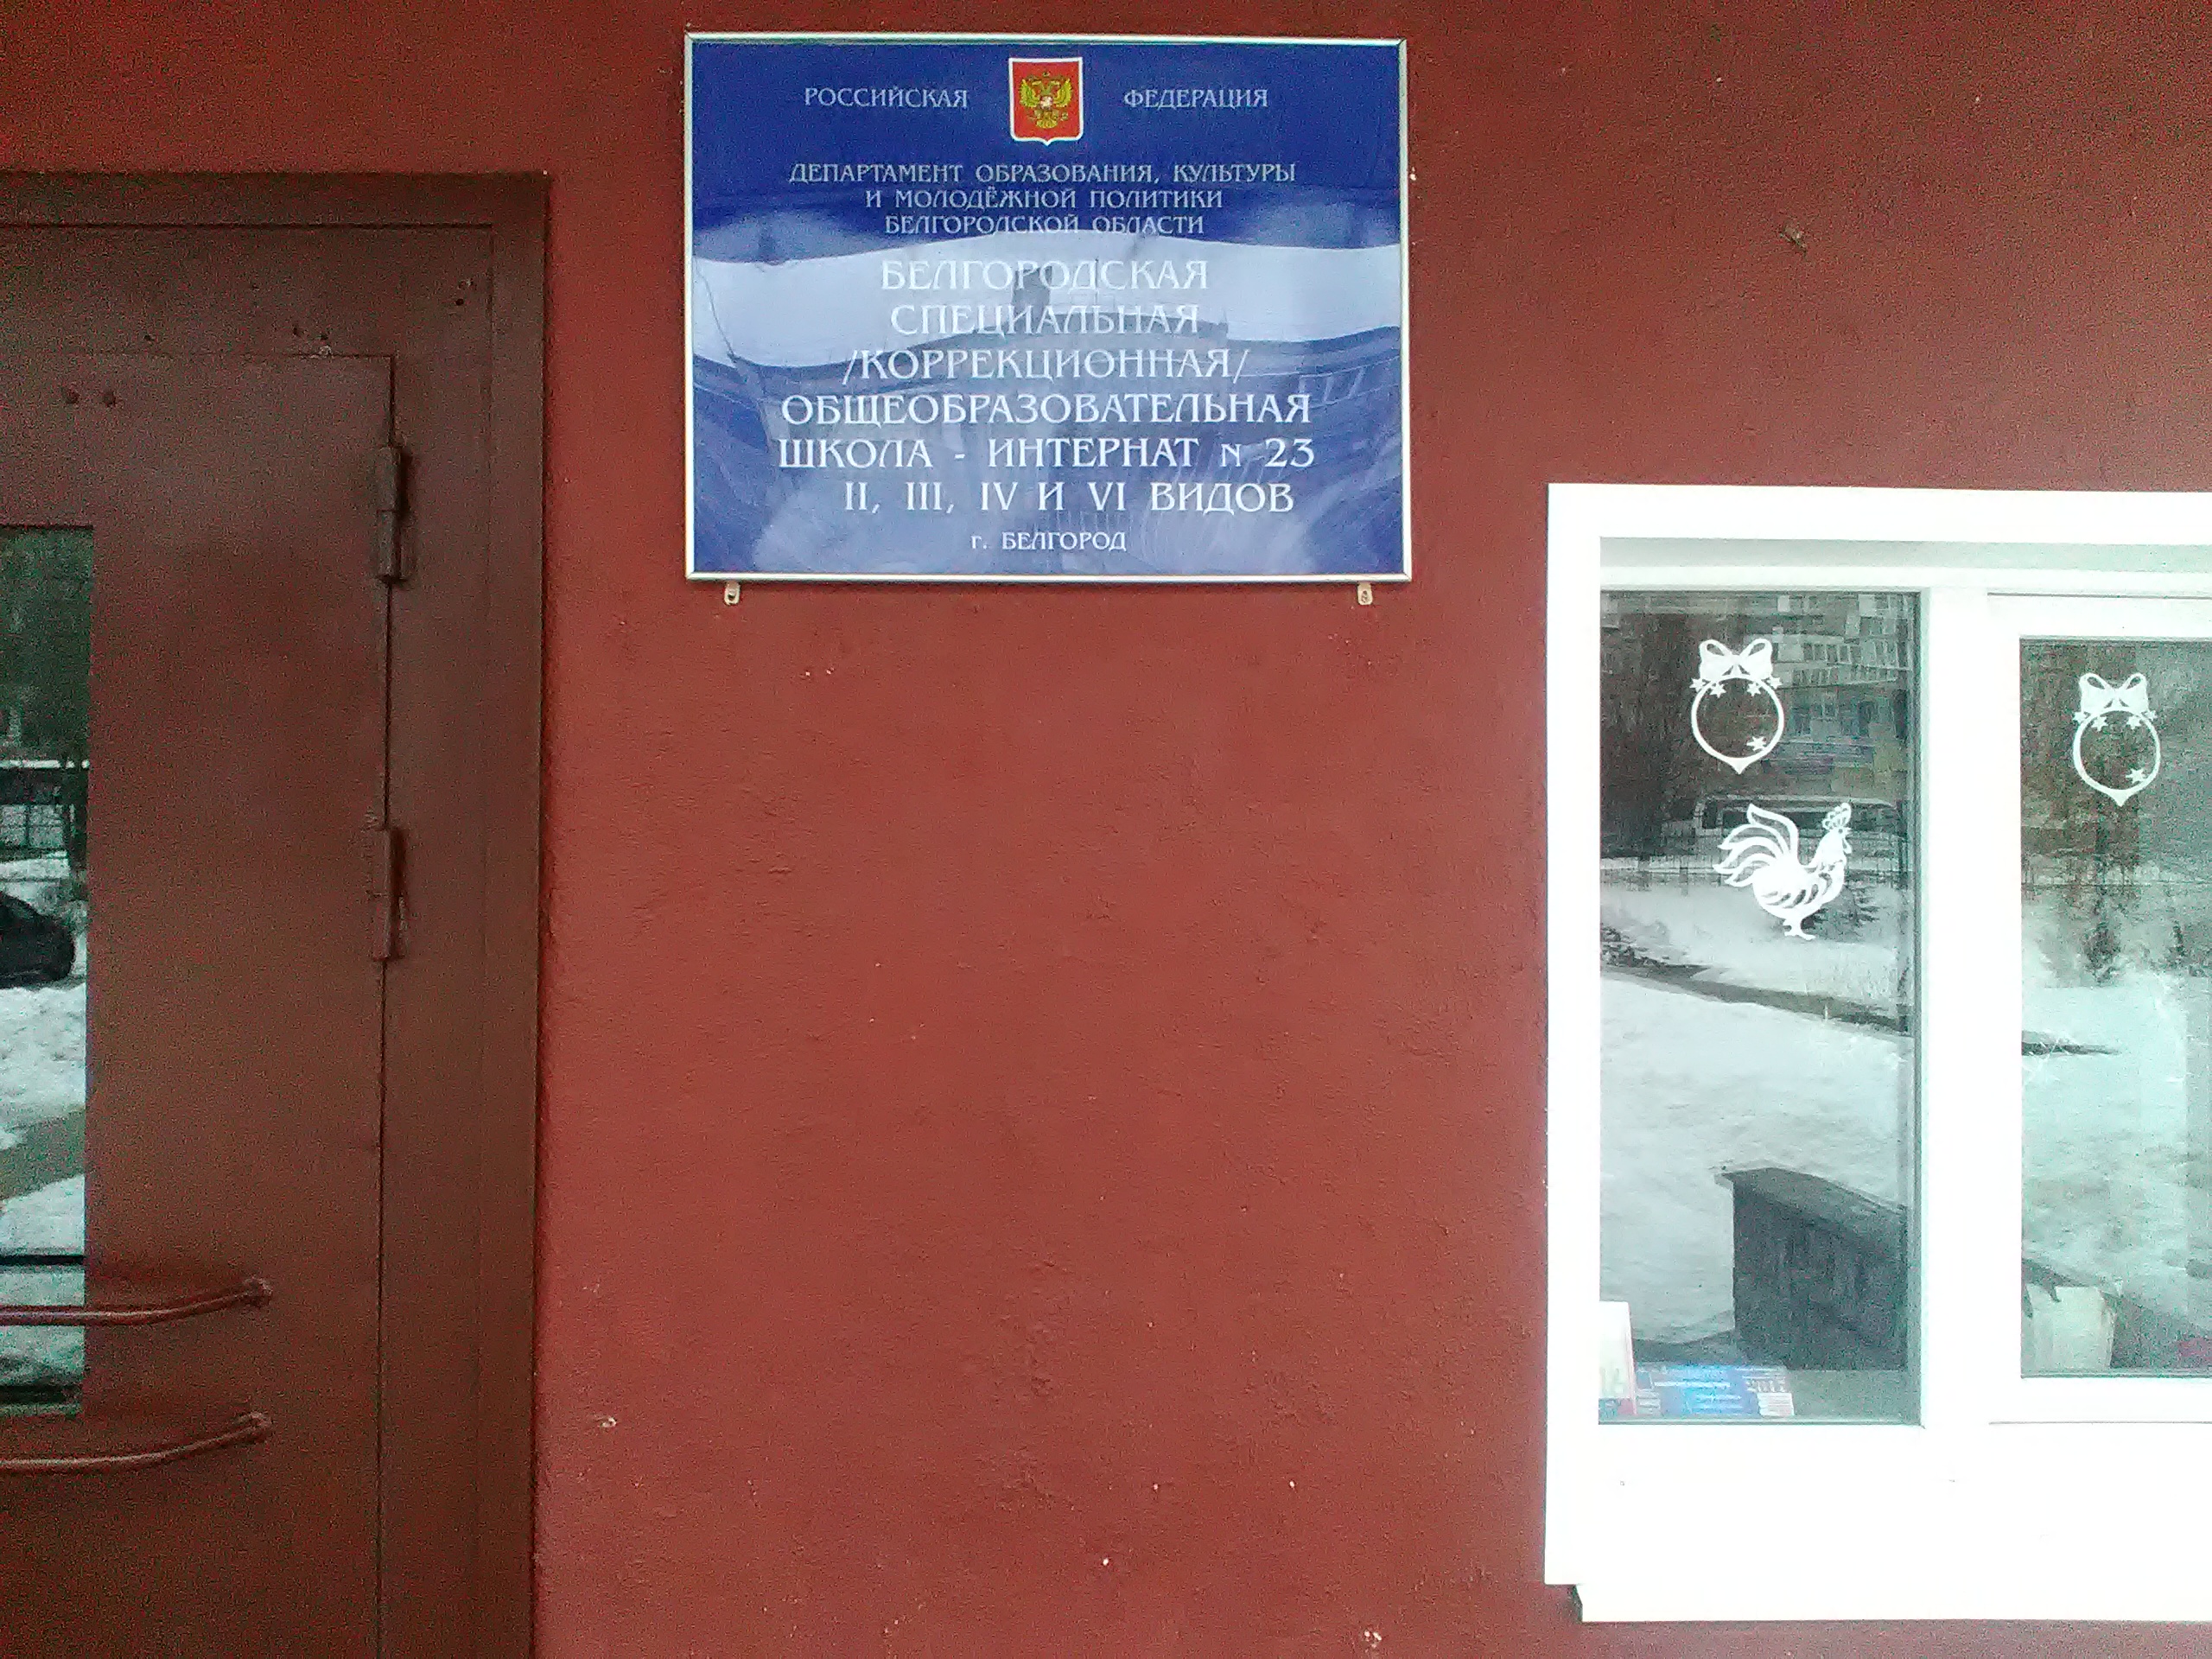 РОССИЙСКАЯ ФЕДЕРАЦИЯ
ДЕПАРТАМЕНТ ОБРАЗОВАНИЯ, КУЛЬТУРЫ
И МОЛОДЁЖНОЙ ПОЛИТИКИ
БЕЛГОРОДСКОЙ ОБЛАСТИ
БЕЛГОРОДСКАЯ
СПЕЦИАЛЬНАЯ
/КОРРЕКЦИОННАЯ/
ОБЩЕОБРАЗОВАТЕЛЬНАЯ
ШКОЛА - ИНТЕРНАТ N 23
II, III, IV И VI ВИДОВ
г. БЕЛГОРОД